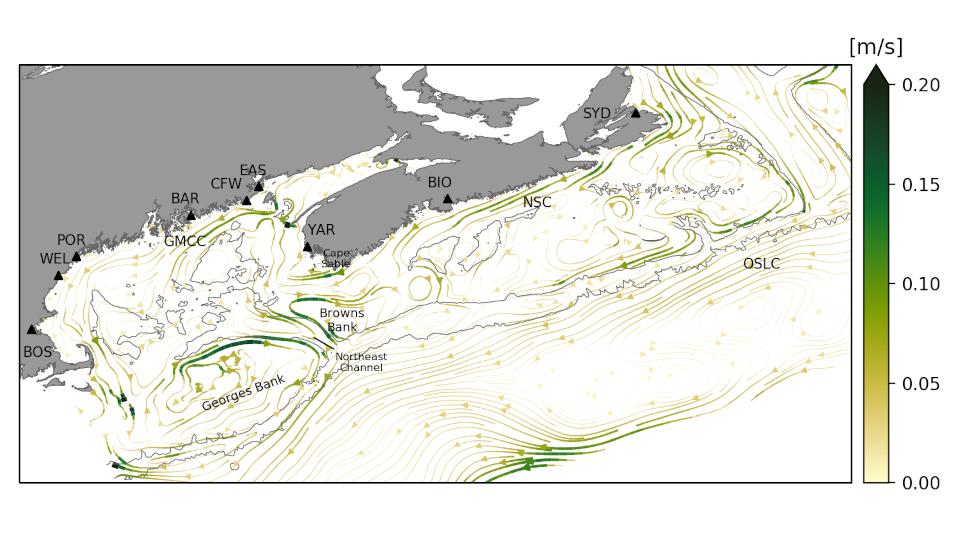 [m/s]
0.20
SYD
EAS
CFW
BIO
0.15
BAR
NSC
YAR
GMCC
POR
Cape
Sable
WEL
OSLC
0.10
Browns
Bank
BOS
Northeast
Channel
0.05
Georges Bank
0.00